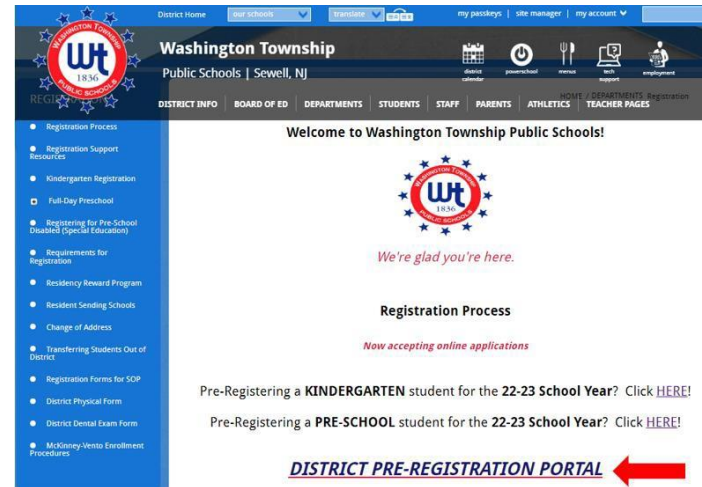 District Home
our schools
translate
my passkeys | site manager | my account
WASHINGTON TOWNSHIP
Wt
1836
PUBLIC SCHOOLS
Washington Township
Public Schools | Sewell, NJ
district calendar
powerschool
menus
tech support
employment
HOME / DEPARTMENTS Registration
DISTRICT INFO | BOARD OF ED | DEPARTMENTS | STUDENTS | STAFF | PARENTS | ATHLETICS | TEACHER PAGES
Registration Process
Registration Support
Resources
Kindergarten Registration
Full-Day Preschool
Registering for Pre-School
Disabled (Special Education)
Requirements for
Registration
Residency Reward Program
Resident Sending Schools
Change of Address
Transferring Students Out of
District
Registration Forms for SOP
District Physical Form
District Dental Exam Form
McKinney-Vento Enrollment
Procedures
Welcome to Washington Township Public Schools!
WASHINGTON TOWNSHIP
Wt
1836
PUBLIC SCHOOLS
We're glad you're here.
Registration Process
Now accepting online applications
Pre-Registering a KINDERGARTEN student for the 22-23 School Year? Click HERE!
Pre-Registering a PRE-SCHOOL student for the 22-23 School Year? Click HERE!
DISTRICT PRE-REGISTRATION PORTAL